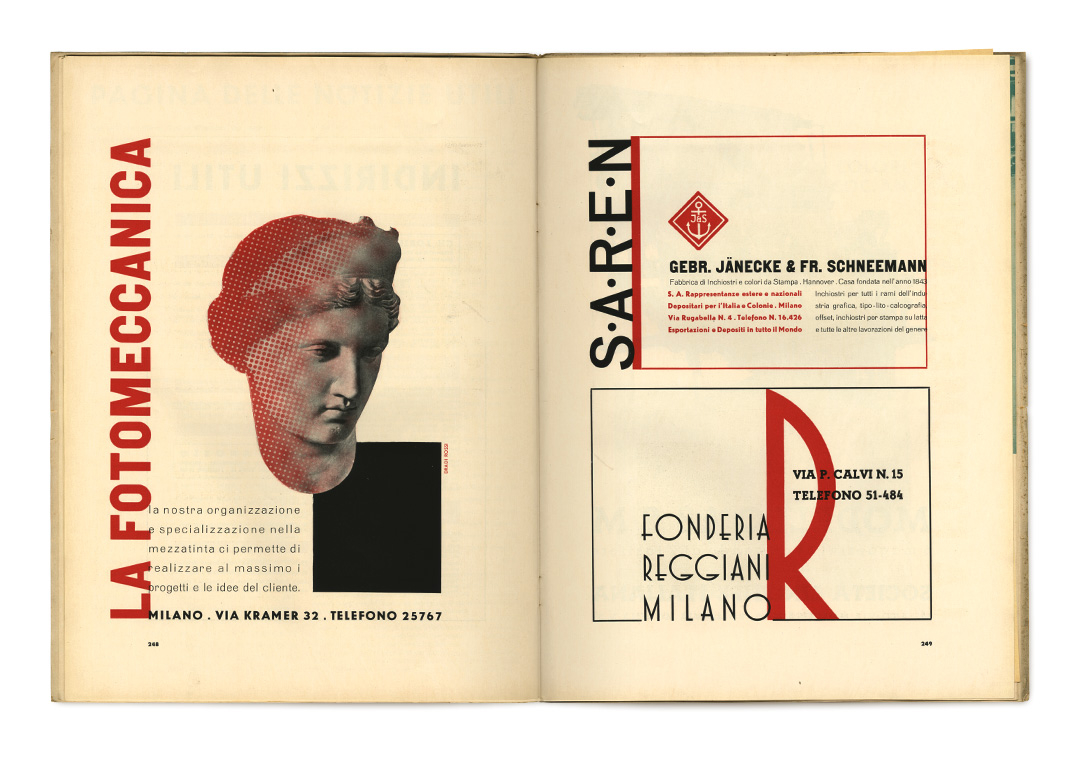 LA FOTOMECCANICA
la nostra organizzazione
e specializzazione nella
mezzatinta ci permette di
realizzare al massimo i
progetti e le idee del cliente.
MILANO . VIA KRAMER 32 . TELEFONO 25767
248
S·A·R·E·N
J&S
GEBR. JÄNECKE & FR. SCHNEEMANN
Fabbrica di Inchiostri e colori da Stampa . Hannover . Casa fondata nell'anno 1843
S. A. Rappresentanze estere e nazionali
Depositari per l'Italia e Colonie . Milano
Via Rugabella N. 4 . Telefono N. 16.426
Esportazioni e Depositi in tutto il Mondo
Inchiostri per tutti i rami dell'indu
stria grafica, tipo-lito-calcografia
offset, inchiostri per stampa su latta
e tutte le altre lavorazioni del genere
R
VIA P. CALVI N. 15
TELEFONO 51-484
FONDERIA
REGGIANI
MILANO
249
INDIRIZZI UTILI